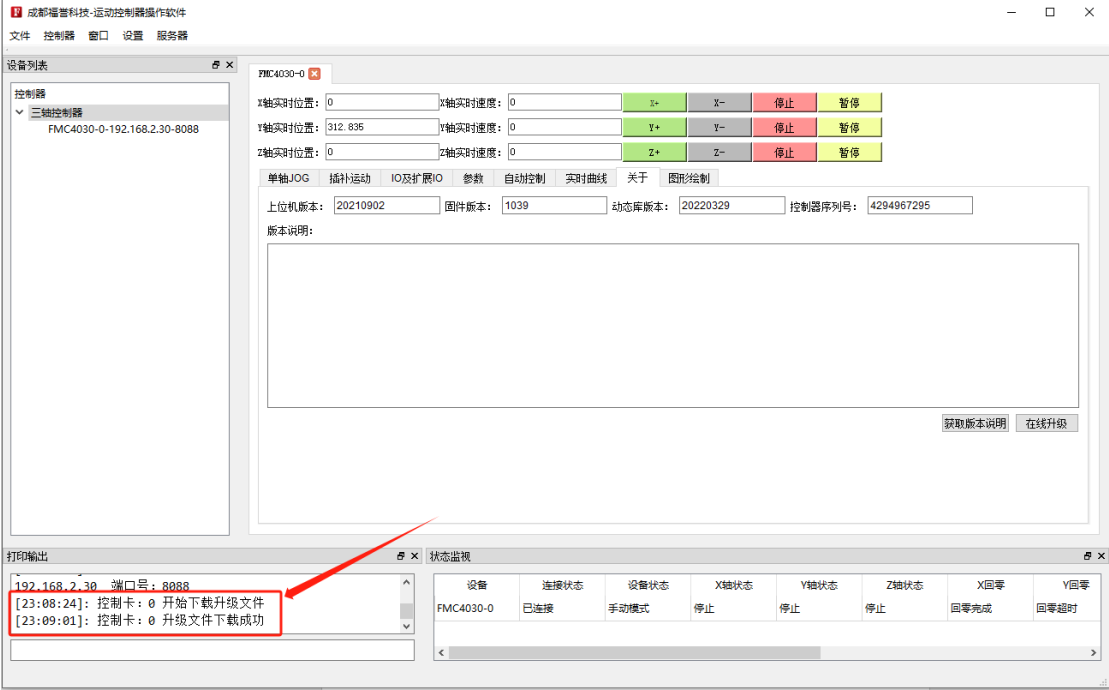 成都福誉科技-运动控制器操作软件
文件 控制器 窗口 设置 服务器
设备列表
控制器
三轴控制器
FMC4030-0-192.168.2.30-8088
FMC4030-0
X轴实时位置： 0 X轴实时速度： 0 X+ X- 停止 暂停
Y轴实时位置： 312.835 Y轴实时速度： 0 Y+ Y- 停止 暂停
Z轴实时位置： 0 Z轴实时速度： 0 Z+ Z- 停止 暂停
单轴JOG 插补运动 IO及扩展IO 参数 自动控制 实时曲线 关于 图形绘制
上位机版本： 20210902 固件版本： 1039 动态库版本： 20220329 控制器序列号： 4294967295
版本说明：
获取版本说明 在线升级
打印输出
192.168.2.30 端口号：8088
[23:08:24]: 控制卡：0 开始下载升级文件
[23:09:01]: 控制卡：0 升级文件下载成功
状态监视
设备 连接状态 设备状态 X轴状态 Y轴状态 Z轴状态 X回零 Y回零
FMC4030-0 已连接 手动模式 停止 停止 停止 回零完成 回零超时